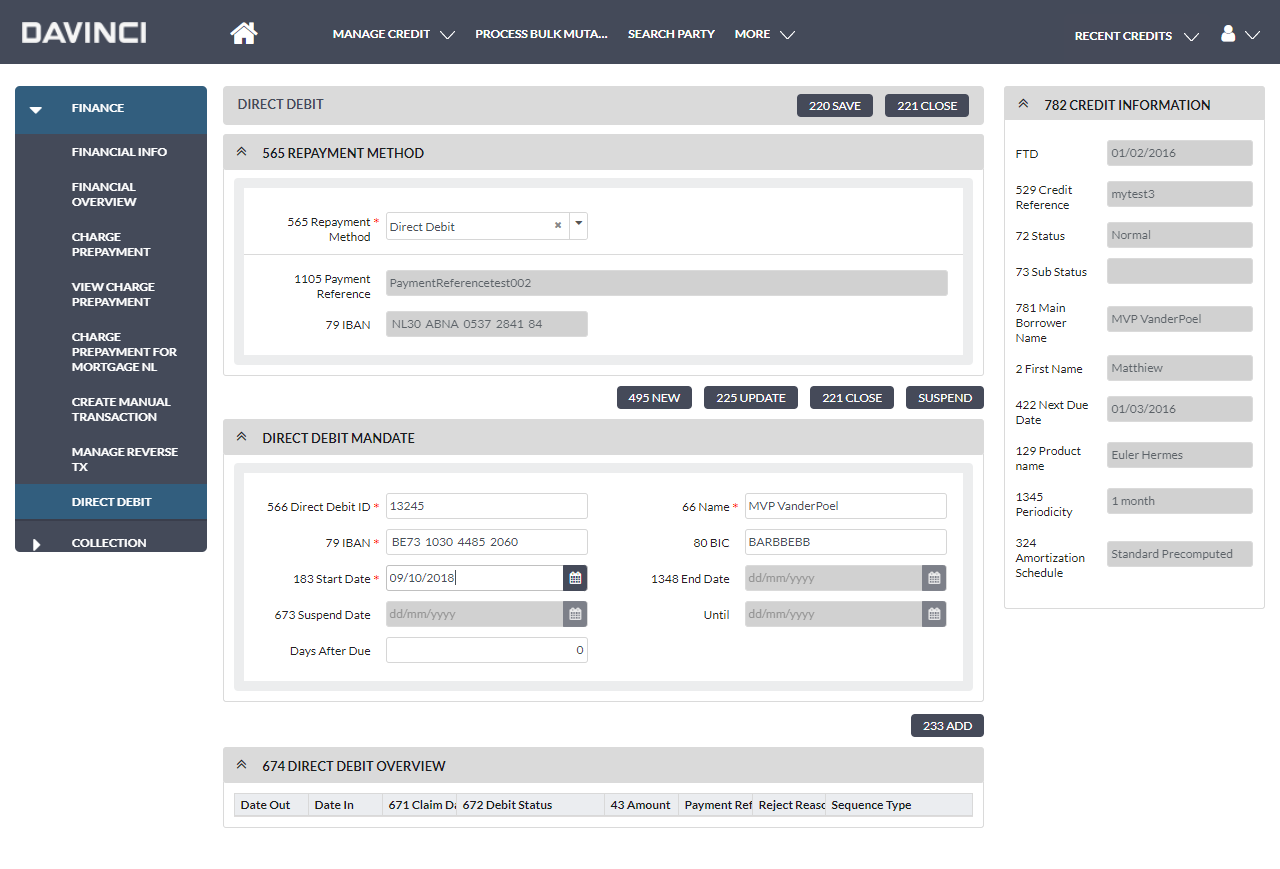 DAVINCI
MANAGE CREDIT
PROCESS BULK MUTA...
SEARCH PARTY
MORE
RECENT CREDITS
FINANCE
FINANCIAL INFO
FINANCIAL
OVERVIEW
CHARGE
PREPAYMENT
VIEW CHARGE
PREPAYMENT
CHARGE
PREPAYMENT FOR
MORTGAGE NL
CREATE MANUAL
TRANSACTION
MANAGE REVERSE
TX
DIRECT DEBIT
COLLECTION
DIRECT DEBIT
220 SAVE
221 CLOSE
565 REPAYMENT METHOD
565 Repayment *
Method
Direct Debit ×
1105 Payment
Reference
PaymentReferencetest002
79 IBAN
NL30 ABNA 0537 2841 84
495 NEW
225 UPDATE
221 CLOSE
SUSPEND
DIRECT DEBIT MANDATE
566 Direct Debit ID * 13245
66 Name * MVP VanderPoel
79 IBAN * BE73 1030 4485 2060
80 BIC BARBBEBB
183 Start Date * 09/10/2018
1348 End Date dd/mm/yyyy
673 Suspend Date dd/mm/yyyy
Until dd/mm/yyyy
Days After Due 0
233 ADD
674 DIRECT DEBIT OVERVIEW
Date Out Date In 671 Claim Da 672 Debit Status 43 Amount Payment Ref Reject Reaso Sequence Type
782 CREDIT INFORMATION
FTD 01/02/2016
529 Credit
Reference
mytest3
72 Status Normal
73 Sub Status
781 Main
Borrower
Name
MVP VanderPoel
2 First Name Matthiew
422 Next Due
Date
01/03/2016
129 Product
name
Euler Hermes
1345
Periodicity
1 month
324
Amortization
Schedule
Standard Precomputed